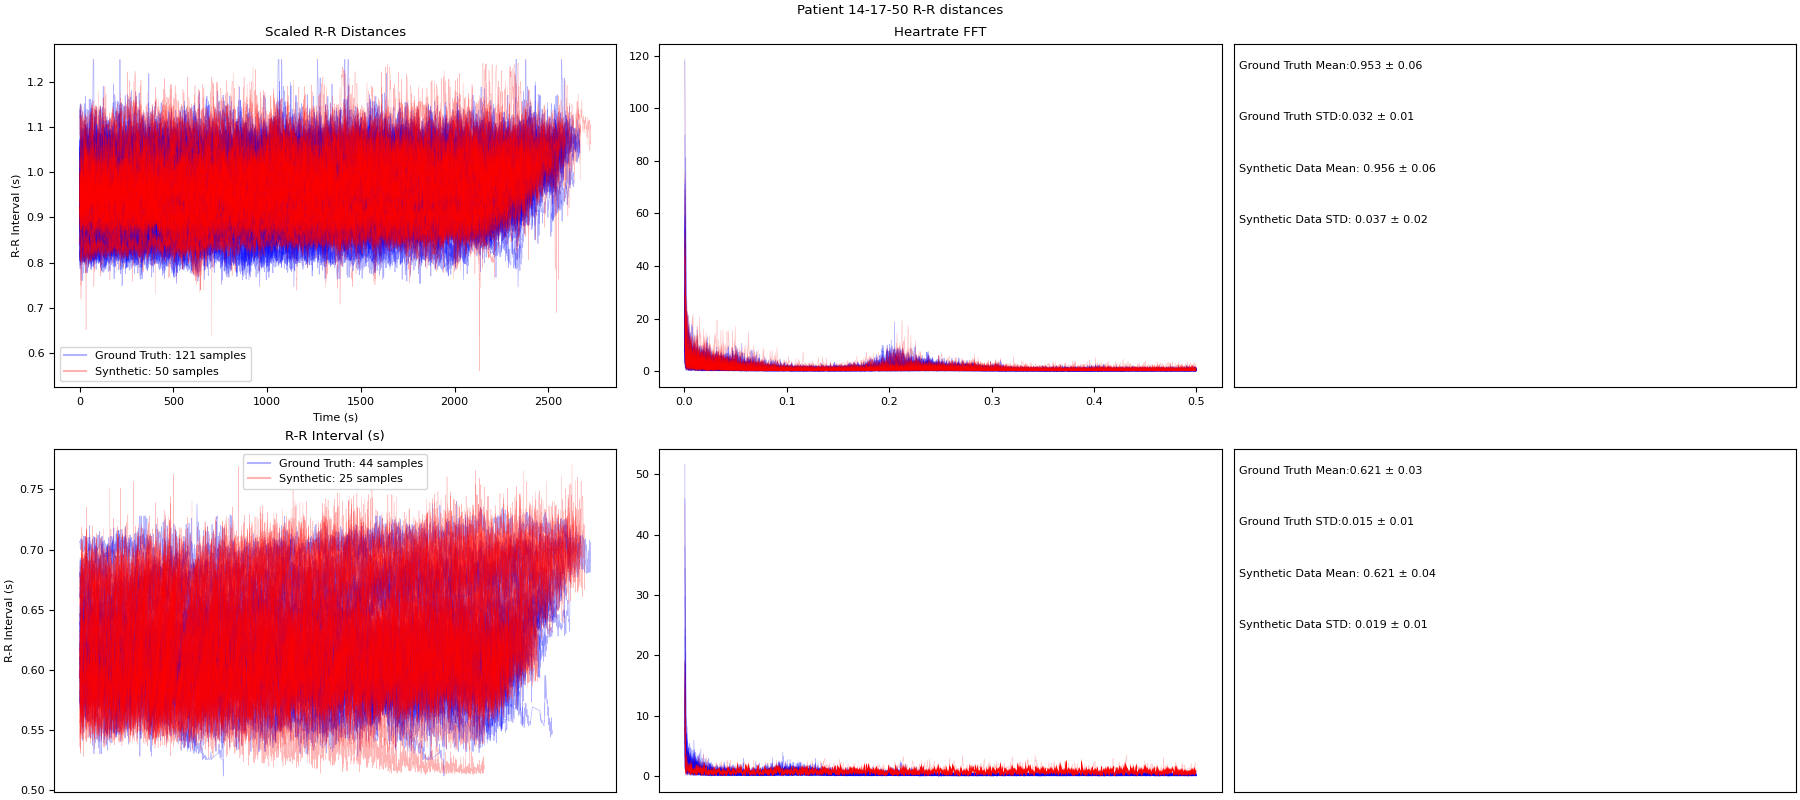 Patient 14-17-50 R-R distances
Scaled R-R Distances
R-R Interval (s)
1.2
1.1
1.0
0.9
0.8
0.7
0.6
Ground Truth: 121 samples
Synthetic: 50 samples
0
500
1000
1500
2000
2500
Time (s)
Heartrate FFT
120
100
80
60
40
20
0
0.0
0.1
0.2
0.3
0.4
0.5
Ground Truth Mean:0.953 ± 0.06
Ground Truth STD:0.032 ± 0.01
Synthetic Data Mean: 0.956 ± 0.06
Synthetic Data STD: 0.037 ± 0.02
R-R Interval (s)
R-R Interval (s)
0.75
0.70
0.65
0.60
0.55
0.50
Ground Truth: 44 samples
Synthetic: 25 samples
50
40
30
20
10
0
Ground Truth Mean:0.621 ± 0.03
Ground Truth STD:0.015 ± 0.01
Synthetic Data Mean: 0.621 ± 0.04
Synthetic Data STD: 0.019 ± 0.01